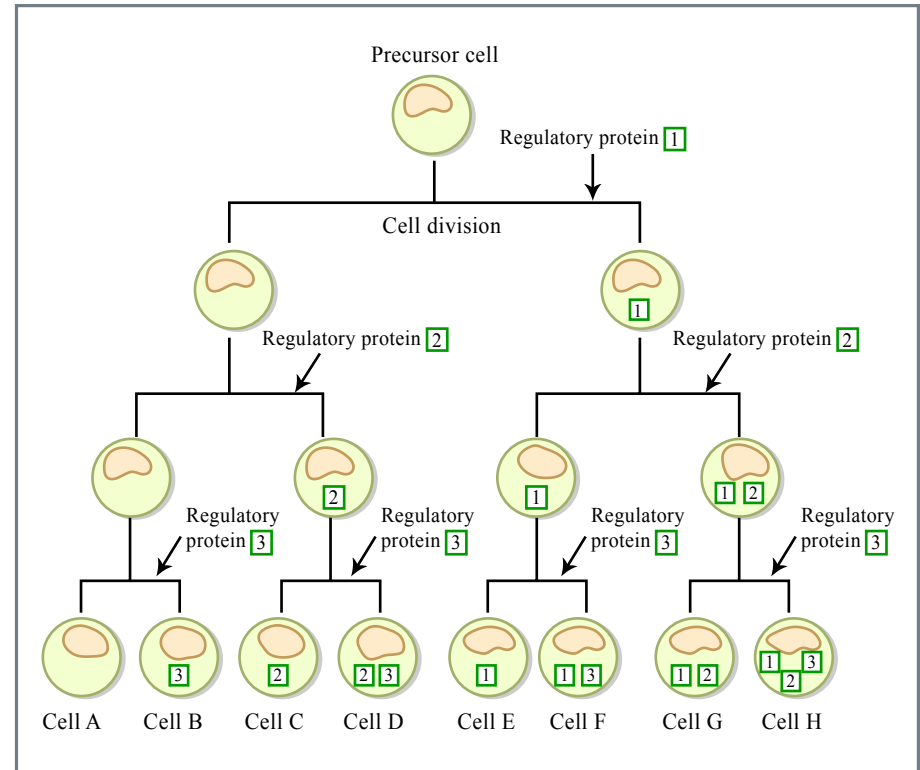 Precursor cell
Regulatory protein 1
Cell division
1
Regulatory protein 2
Regulatory protein 2
2
1
1 2
Regulatory
protein 3
Regulatory
protein 3
Regulatory
protein 3
Regulatory
protein 3
3
2
2 3
1
1 3
1 2
1 3
2
Cell A
Cell B
Cell C
Cell D
Cell E
Cell F
Cell G
Cell H